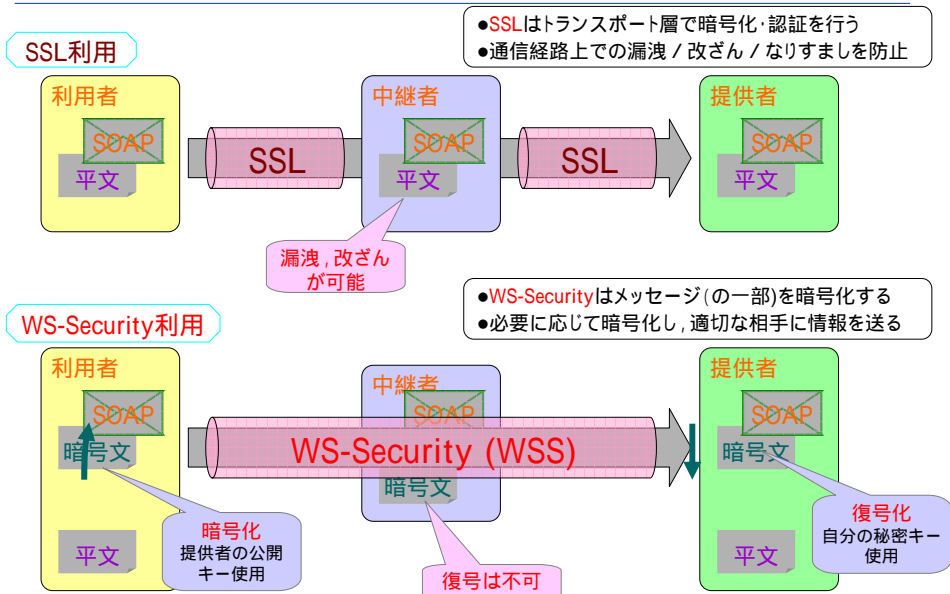 ●SSLはトランスポート層で暗号化・認証を行う
●通信経路上での漏洩 / 改ざん / なりすましを防止
SSL利用
利用者
中継者
提供者
SOAP
SOAP
SOAP
平文
SSL
平文
SSL
平文
漏洩，改ざん
が可能
●WS-Securityはメッセージ(の一部)を暗号化する
●必要に応じて暗号化し，適切な相手に情報を送る
WS-Security利用
利用者
中継者
提供者
SOAP
SOAP
SOAP
暗号文
WS-Security (WSS)
暗号文
暗号文
暗号化
提供者の公開
キー使用
復号化
自分の秘密キー
使用
平文
復号は不可
平文